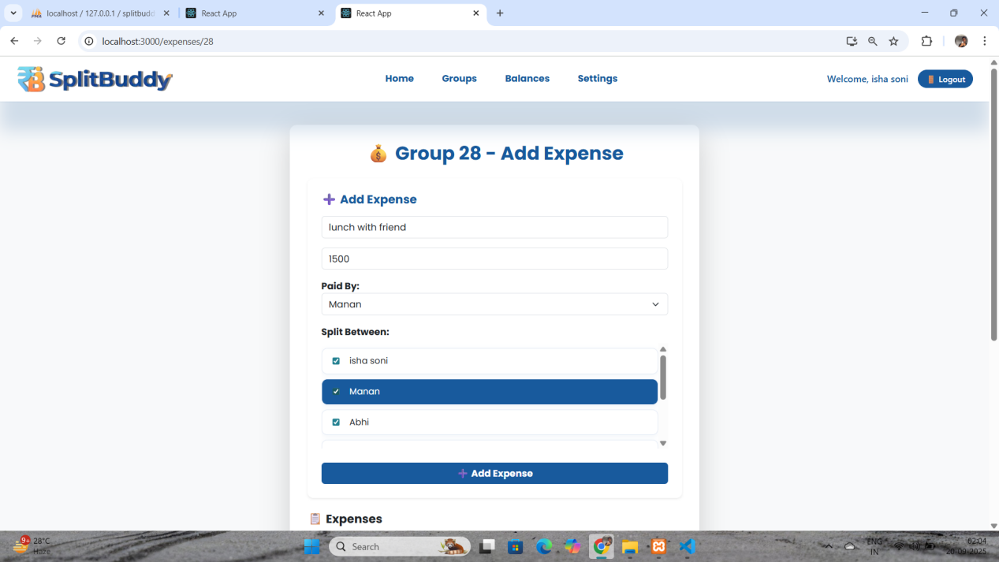 localhost / 127.0.0.1 / splitbudd
React App
React App
localhost:3000/expenses/28
SplitBuddy
Home
Groups
Balances
Settings
Welcome, isha soni
Logout
Group 28 - Add Expense
Add Expense
lunch with friend
1500
Paid By:
Manan
Split Between:
isha soni
Manan
Abhi
Add Expense
Expenses
9+
28°C
Haze
Search
ENG
IN
02:04
20-09-2025